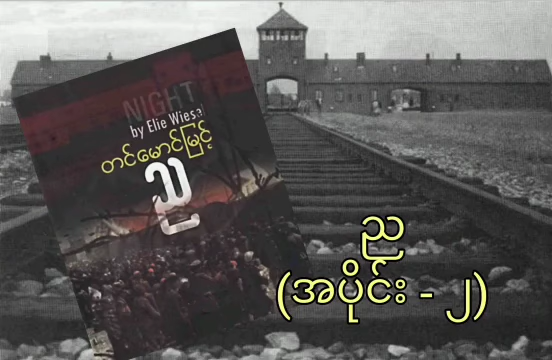 NIGHT
by Elie Wiesel
တင်မောင်မြင့်
ည
ည
(အပိုင်း - ၂)